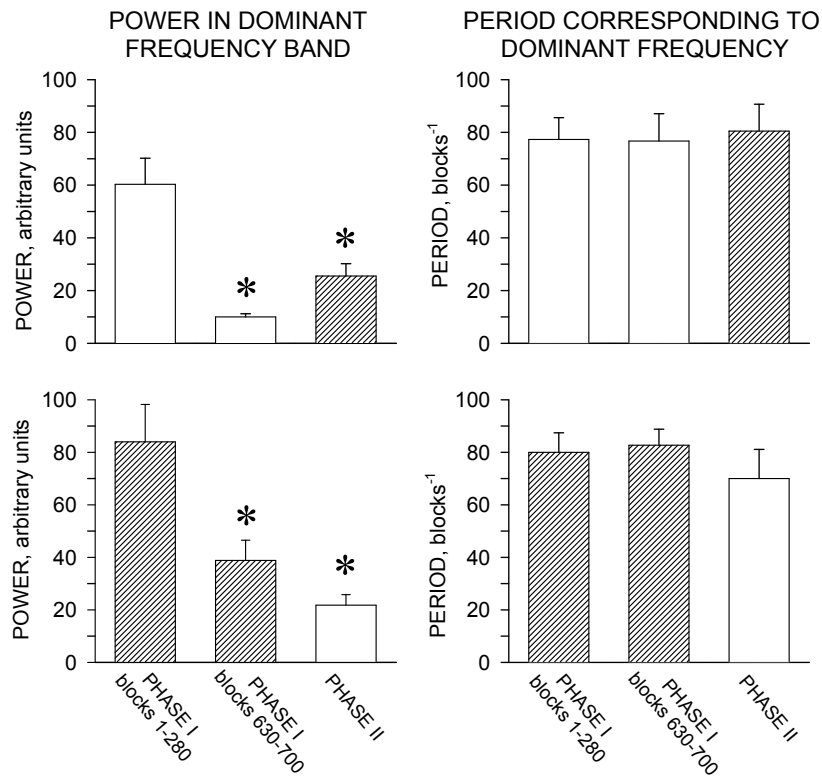 POWER IN DOMINANT
FREQUENCY BAND
PERIOD CORRESPONDING TO
DOMINANT FREQUENCY
POWER, arbitrary units
100
80
60
40
20
0
*
*
PERIOD, blocks-1
100
80
60
40
20
0
POWER, arbitrary units
100
80
60
40
20
0
*
*
PHASE I
blocks 1-280
PHASE I
blocks 630-700
PHASE II
PERIOD, blocks-1
100
80
60
40
20
0
PHASE I
blocks 1-280
PHASE I
blocks 630-700
PHASE II